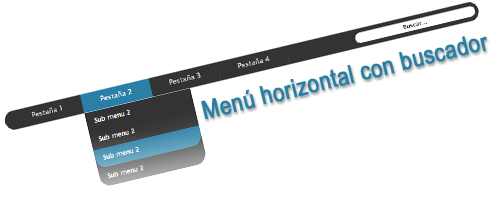 Buscar...
Pestaña 1
Pestaña 2
Pestaña 3
Pestaña 4
Sub menu 2
Sub menu 2
Sub menu 2
Sub menu 2
Menú horizontal con buscador